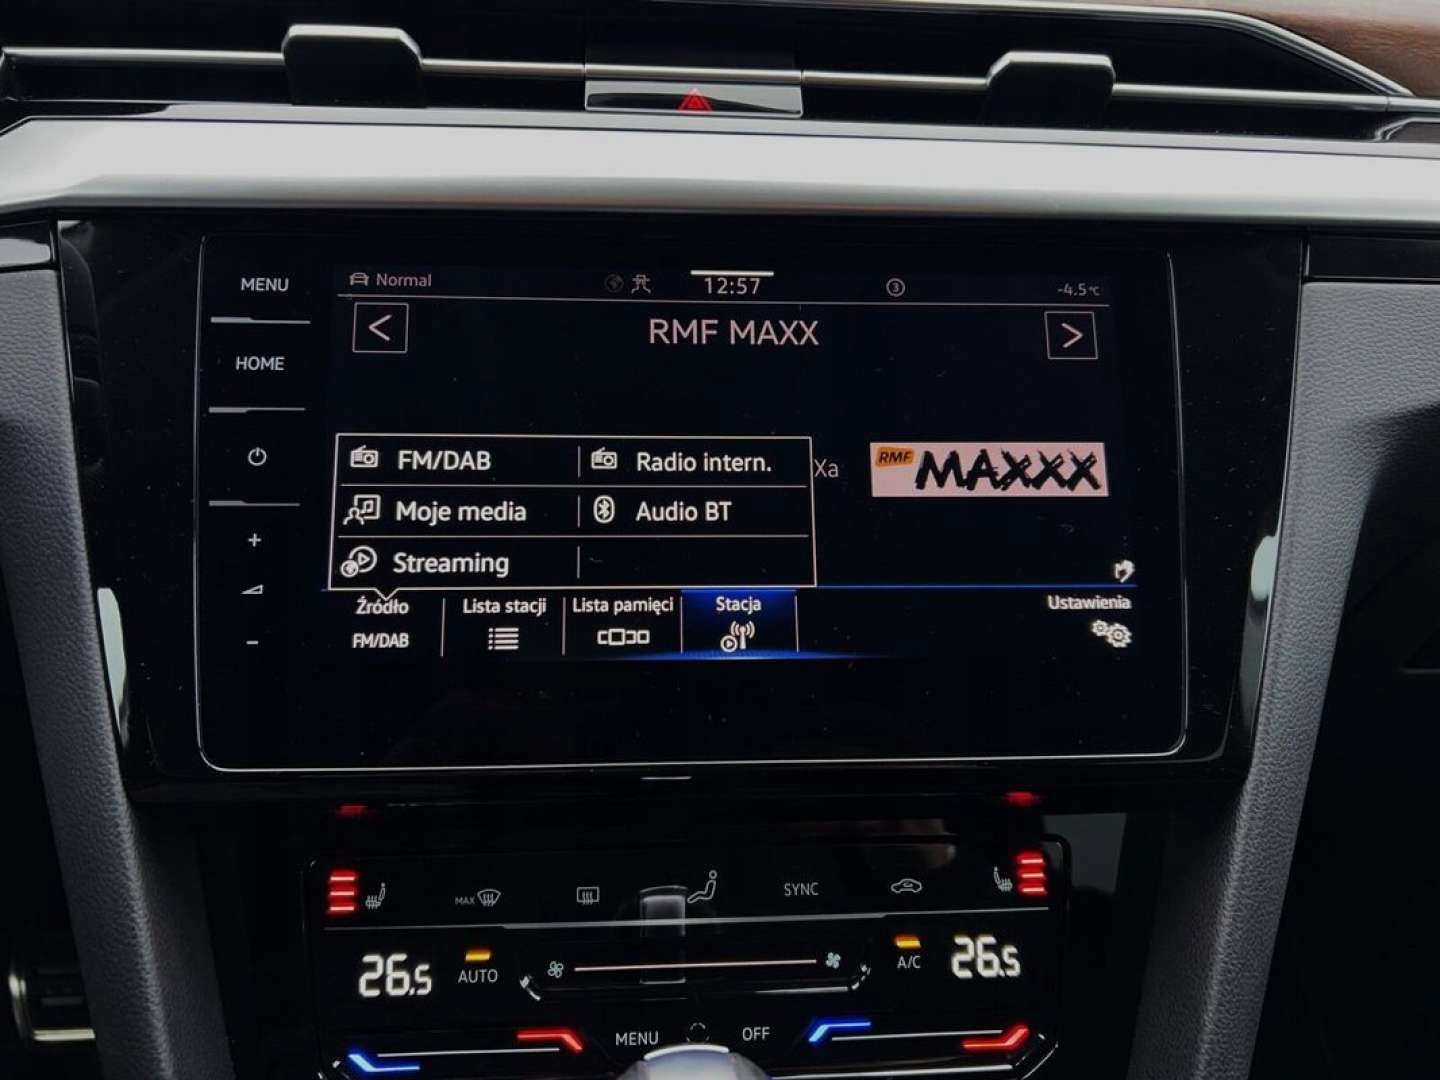 MENU
HOME
+
-
Normal
12:57
3
-4.5°C
<
RMF MAXX
>
FM/DAB
Radio intern.
Xa
RMF MAXXX
Moje media
Audio BT
Streaming
Źródło
FM/DAB
Lista stacji
Lista pamięci
Stacja
Ustawienia
MAX
SYNC
26.5
AUTO
A/C
26.5
MENU
OFF